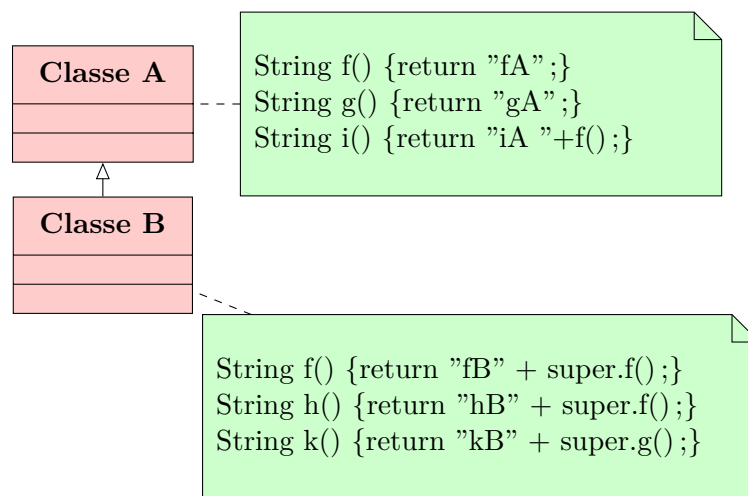 Classe A
String f() {return ”fA” ;}
String g() {return ”gA” ;}
String i() {return ”iA ”+f() ;}
Classe B
String f() {return ”fB” + super.f() ;}
String h() {return ”hB” + super.f() ;}
String k() {return ”kB” + super.g() ;}